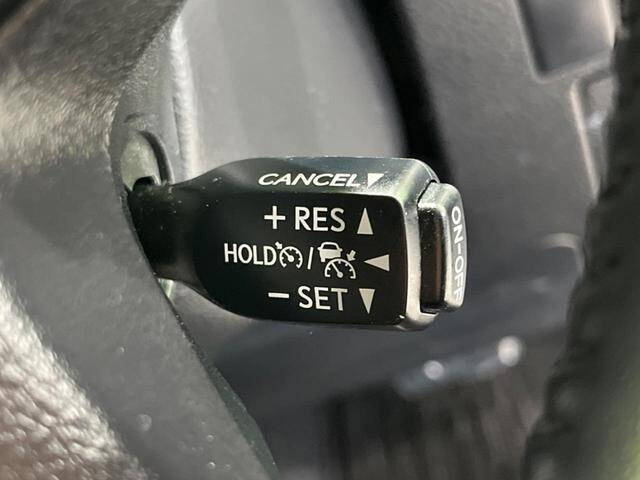 CANCEL
+ RES
HOLD /
- SET
ON-OFF